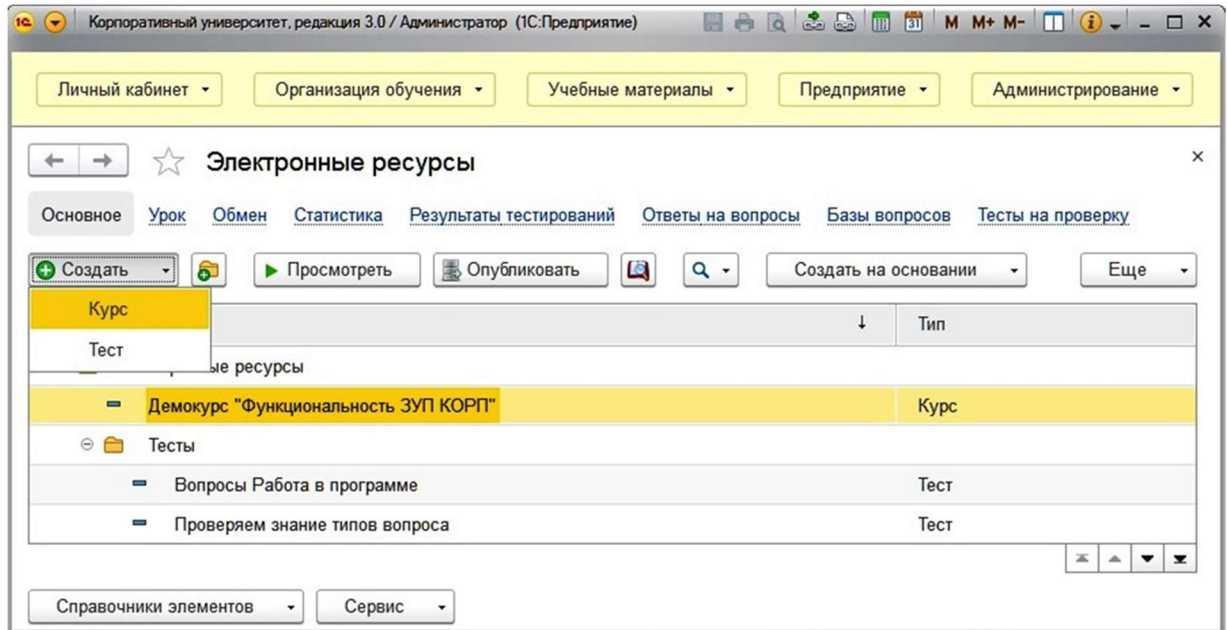 1С Корпоративный университет, редакция 3.0 / Администратор (1С:Предприятие) 31 M M+ M-
Личный кабинет Организация обучения Учебные материалы Предприятие Администрирование
Электронные ресурсы
Основное Урок Обмен Статистика Результаты тестирований Ответы на вопросы Базы вопросов Тесты на проверку
Создать Просмотреть Опубликовать Создать на основании Еще
Курс
Тип
Тест
ресурсы
Демокурс "Функциональность ЗУП КОРП" Курс
Тесты
Вопросы Работа в программе Тест
Проверяем знание типов вопроса Тест
Справочники элементов Сервис